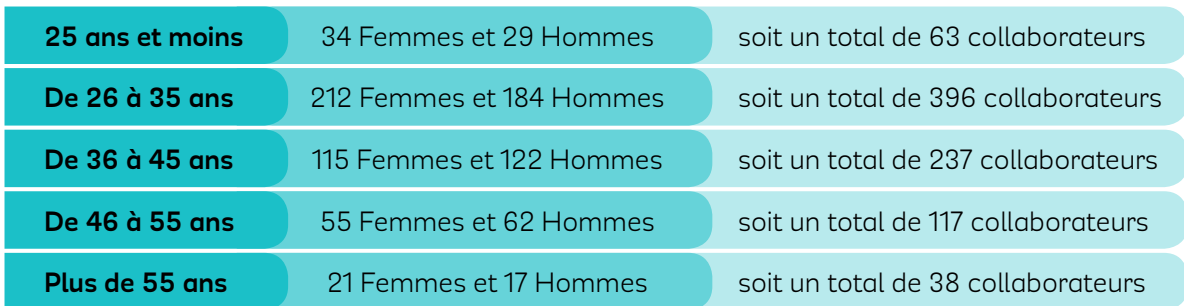 25 ans et moins 34 Femmes et 29 Hommes soit un total de 63 collaborateurs
De 26 à 35 ans 212 Femmes et 184 Hommes soit un total de 396 collaborateurs
De 36 à 45 ans 115 Femmes et 122 Hommes soit un total de 237 collaborateurs
De 46 à 55 ans 55 Femmes et 62 Hommes soit un total de 117 collaborateurs
Plus de 55 ans 21 Femmes et 17 Hommes soit un total de 38 collaborateurs